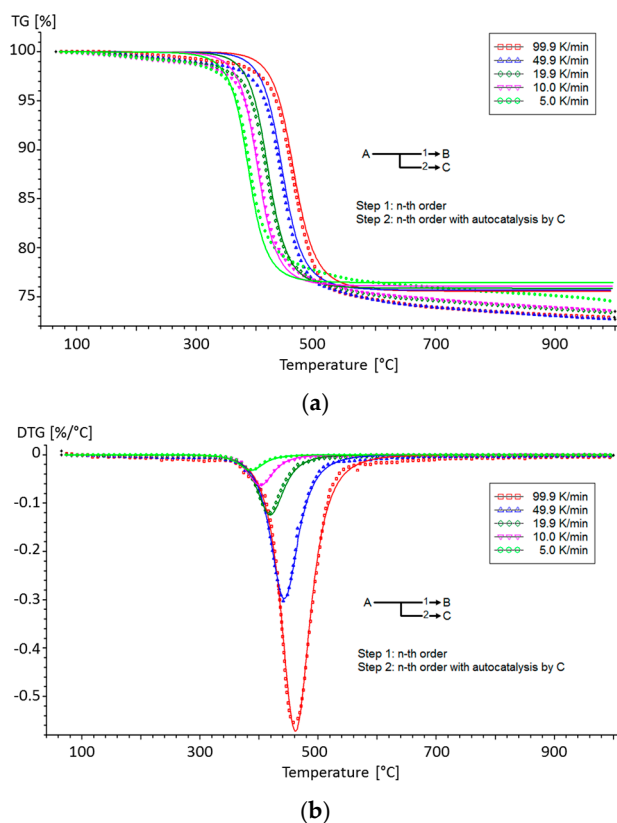 TG [%]
100
95
90
85
80
75
99.9 K/min
49.9 K/min
19.9 K/min
10.0 K/min
5.0 K/min
A 1 B
2 C
Step 1: n-th order
Step 2: n-th order with autocatalysis by C
100 300 500 700 900
Temperature [°C]
(a)
DTG [%/°C]
0
-0.1
-0.2
-0.3
-0.4
-0.5
99.9 K/min
49.9 K/min
19.9 K/min
10.0 K/min
5.0 K/min
A 1 B
2 C
Step 1: n-th order
Step 2: n-th order with autocatalysis by C
100 300 500 700 900
Temperature [°C]
(b)